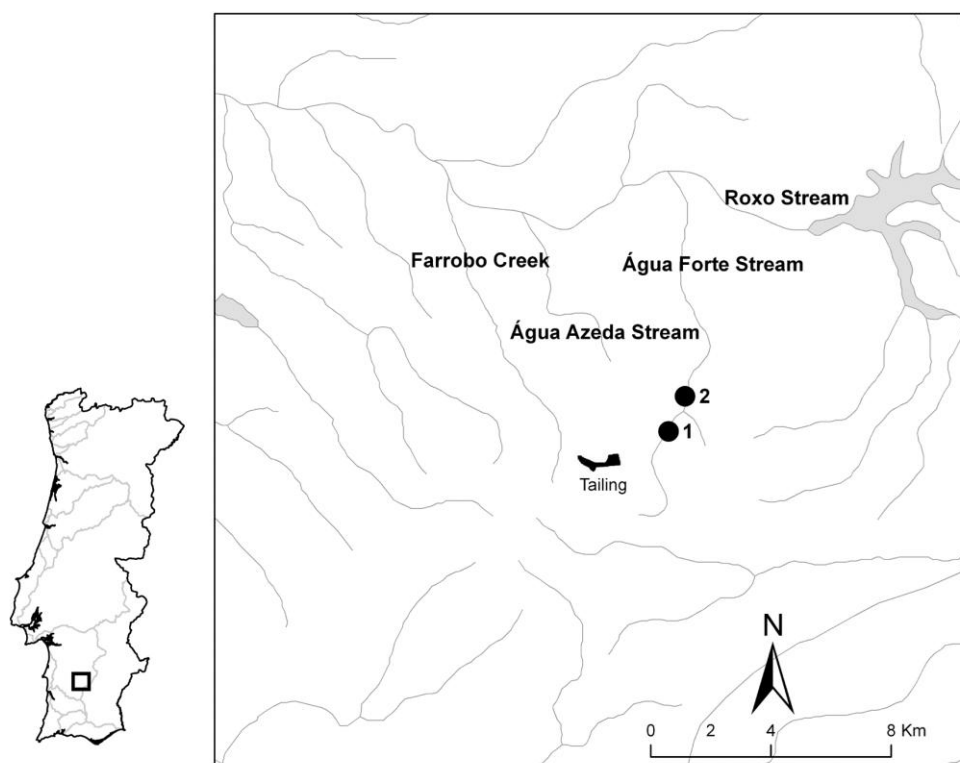 Roxo Stream
Farrobo Creek
Água Forte Stream
Água Azeda Stream
2
1
Tailing
N
0 2 4 8 Km